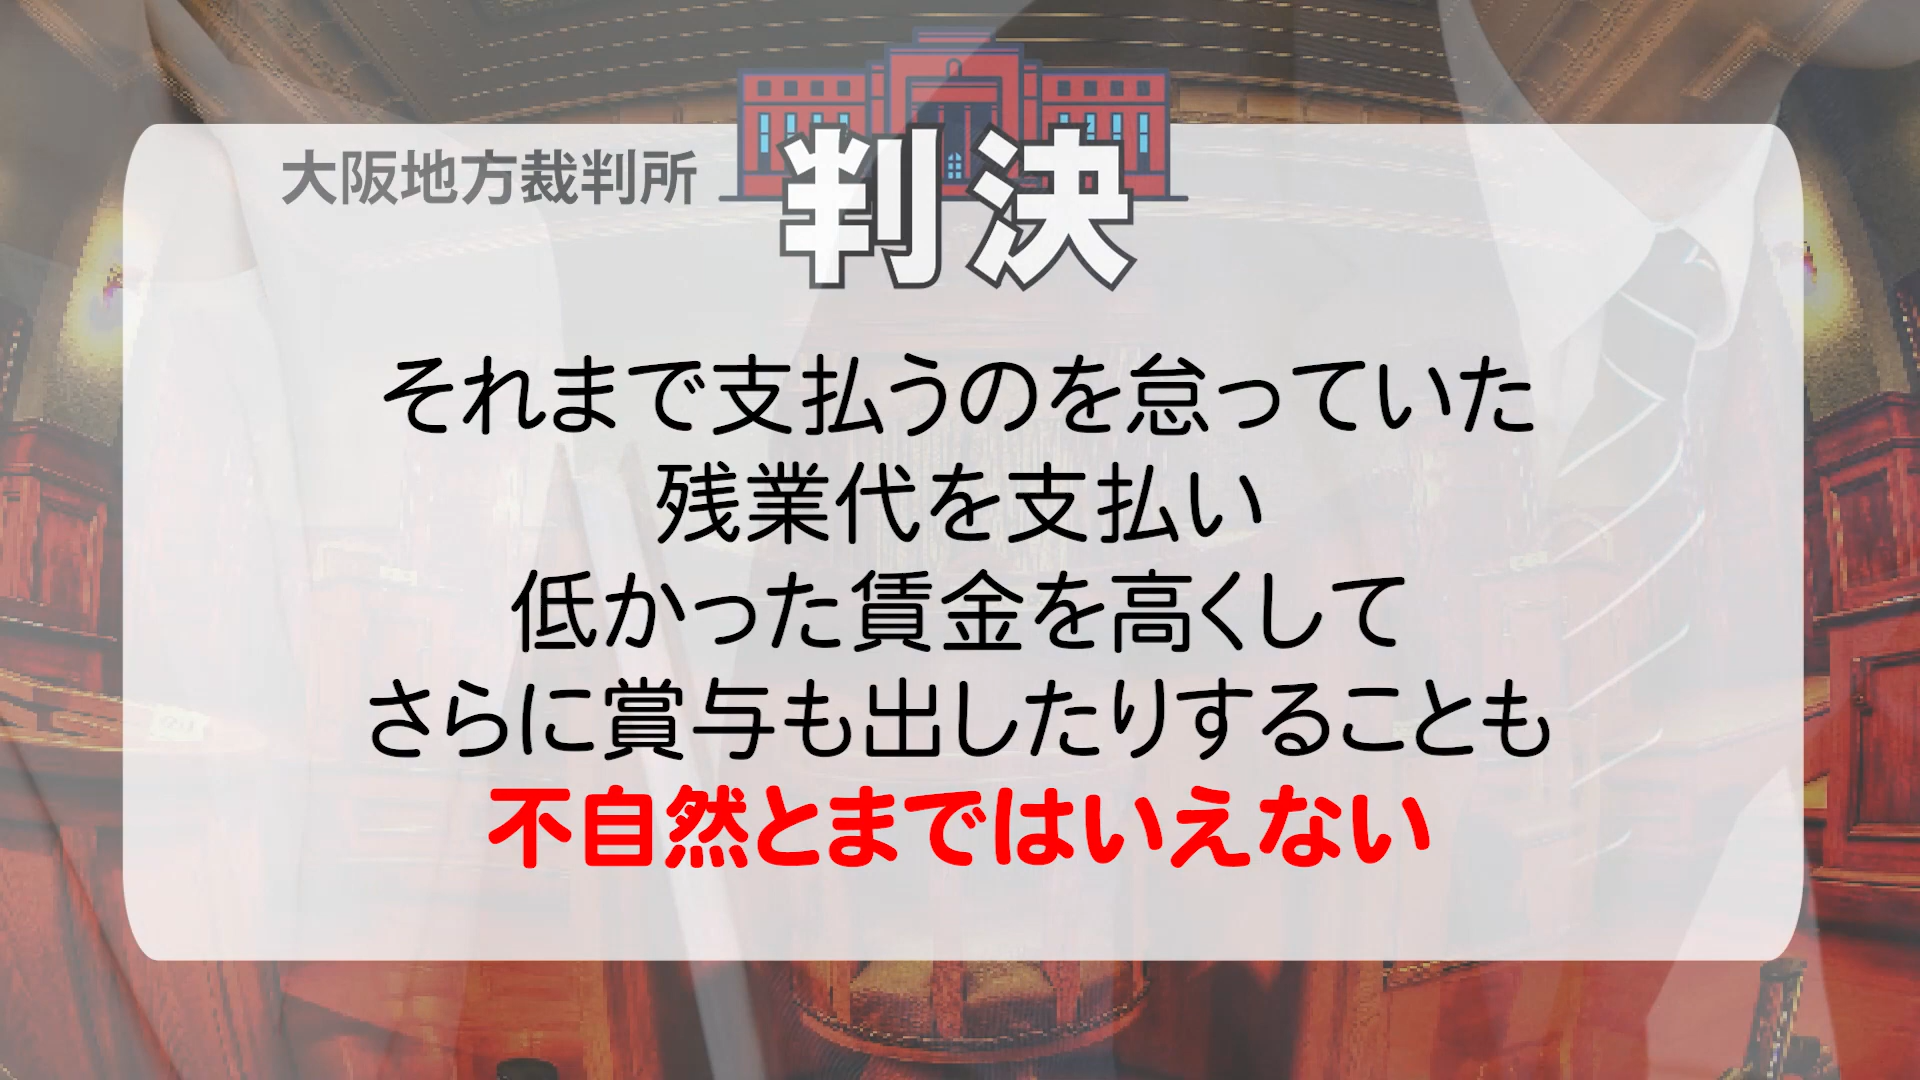 大阪地方裁判所
判決
それまで支払うのを怠っていた
残業代を支払い
低かった賃金を高くして
さらに賞与も出したりすることも
不自然とまではいえない